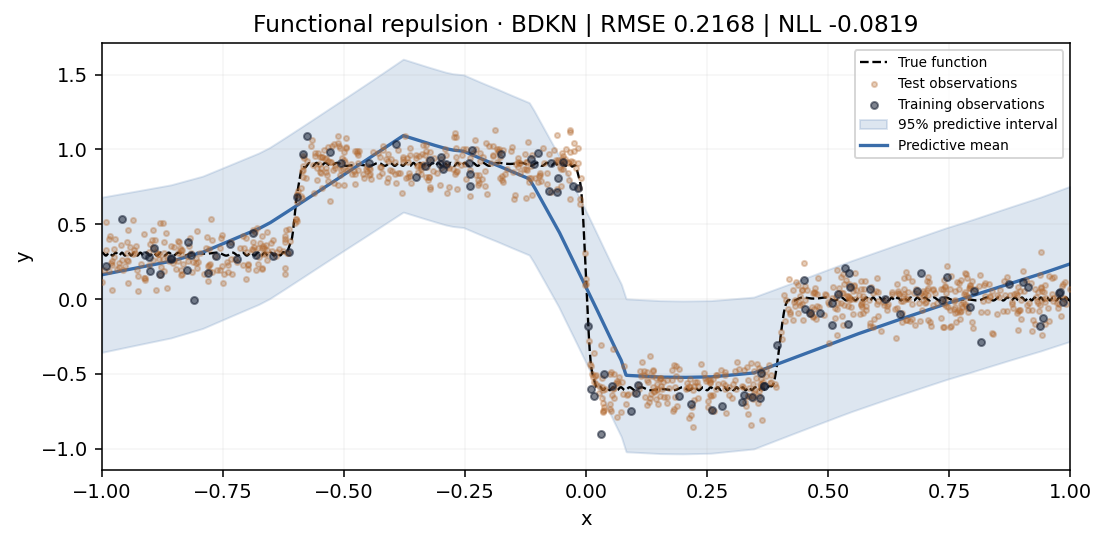 Functional repulsion · BDKN | RMSE 0.2168 | NLL -0.0819
True function
Test observations
Training observations
95% predictive interval
Predictive mean
y
1.5
1.0
0.5
0.0
−0.5
−1.0
−1.00 −0.75 −0.50 −0.25 0.00 0.25 0.50 0.75 1.00
x